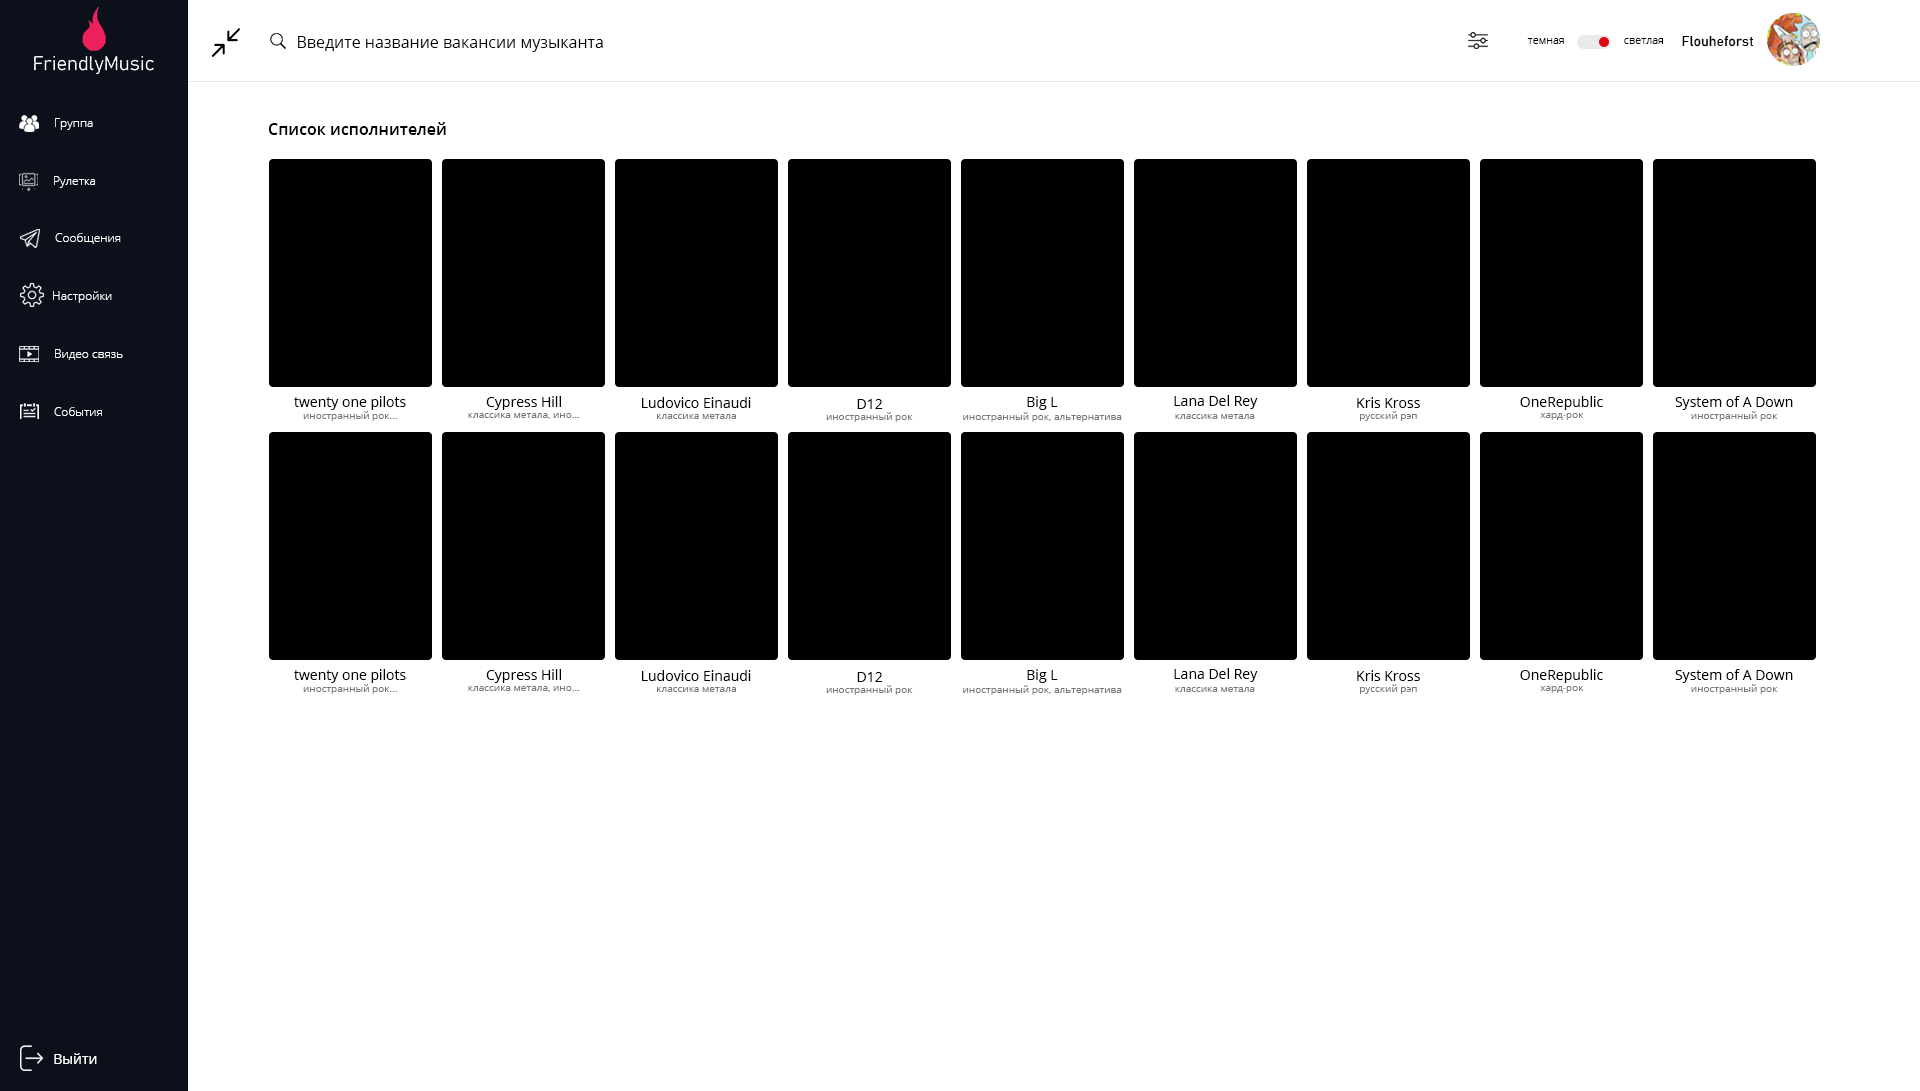 FriendlyMusic
Введите название вакансии музыканта
темная
светлая
Flouheforst
Группа
Рулетка
Сообщения
Настройки
Видео связь
События
Выйти
Список исполнителей
twenty one pilots
иностранный рок...
Cypress Hill
классика метала, ино...
Ludovico Einaudi
классика метала
D12
иностранный рок
Big L
иностранный рок, альтернатива
Lana Del Rey
классика метала
Kris Kross
русский рэп
OneRepublic
хард-рок
System of A Down
иностранный рок
twenty one pilots
иностранный рок...
Cypress Hill
классика метала, ино...
Ludovico Einaudi
классика метала
D12
иностранный рок
Big L
иностранный рок, альтернатива
Lana Del Rey
классика метала
Kris Kross
русский рэп
OneRepublic
хард-рок
System of A Down
иностранный рок